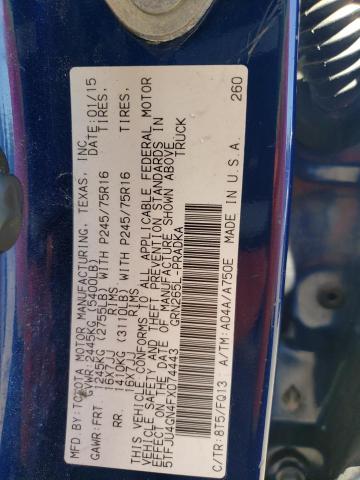 MFD. BY: TOYOTA MOTOR MANUFACTURING, TEXAS, INC. DATE: 01/15
GVWR: 2445KG (5400LB)
GAWR: FRT. 1245KG (2755LB) WITH P245/75R16 TIRES,
16X7JJ RIMS
RR. 1410KG (3110LB) WITH P245/75R16 TIRES,
16X7JJ RIMS
THIS VEHICLE CONFORMS TO ALL APPLICABLE FEDERAL MOTOR
VEHICLE SAFETY AND THEFT PREVENTION STANDARDS IN
EFFECT ON THE DATE OF MANUFACTURE SHOWN ABOVE.
5TFJU4GN4FX074443 TRUCK
GRN265L-PRADKA
C/TR: 8T5/FQ13 A/TM: A04A/A750E MADE IN U.S.A. 260